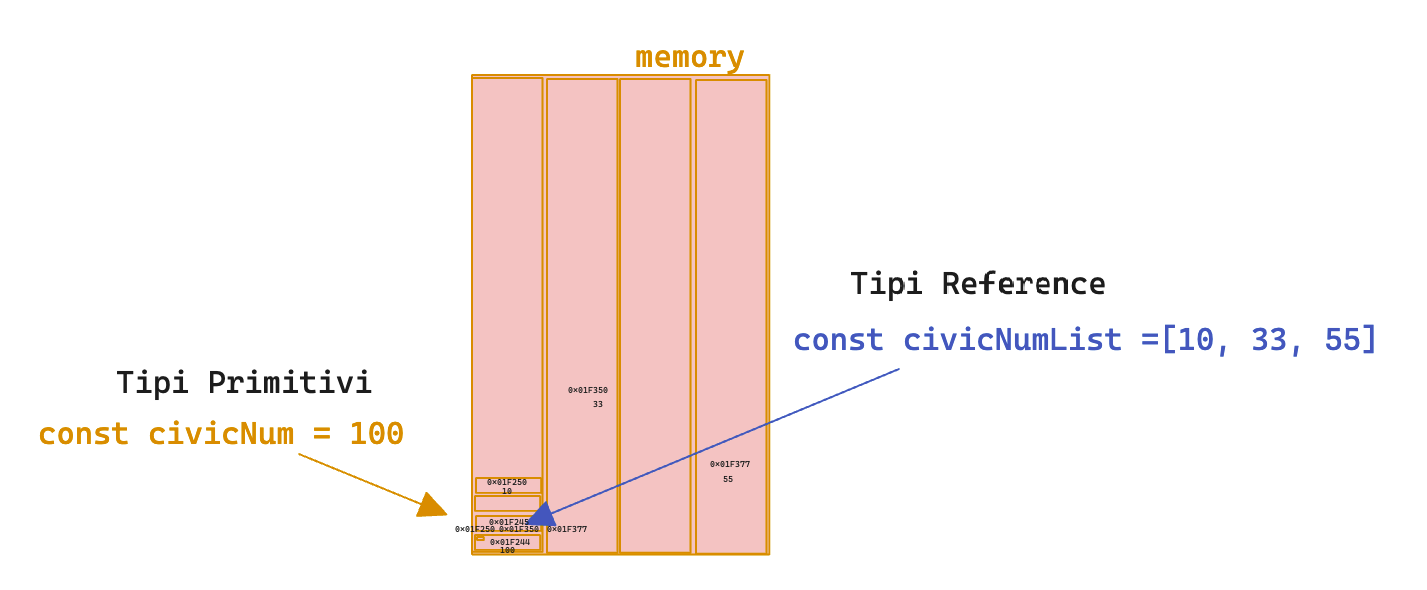 memory
Tipi Reference
const civicNumList =[10, 33, 55]
Tipi Primitivi
const civicNum = 100
0×01F350
33
0×01F377
55
0×01F250
10
0×01F245
0×01F250 0×01F350 0×01F377
0×01F244
100